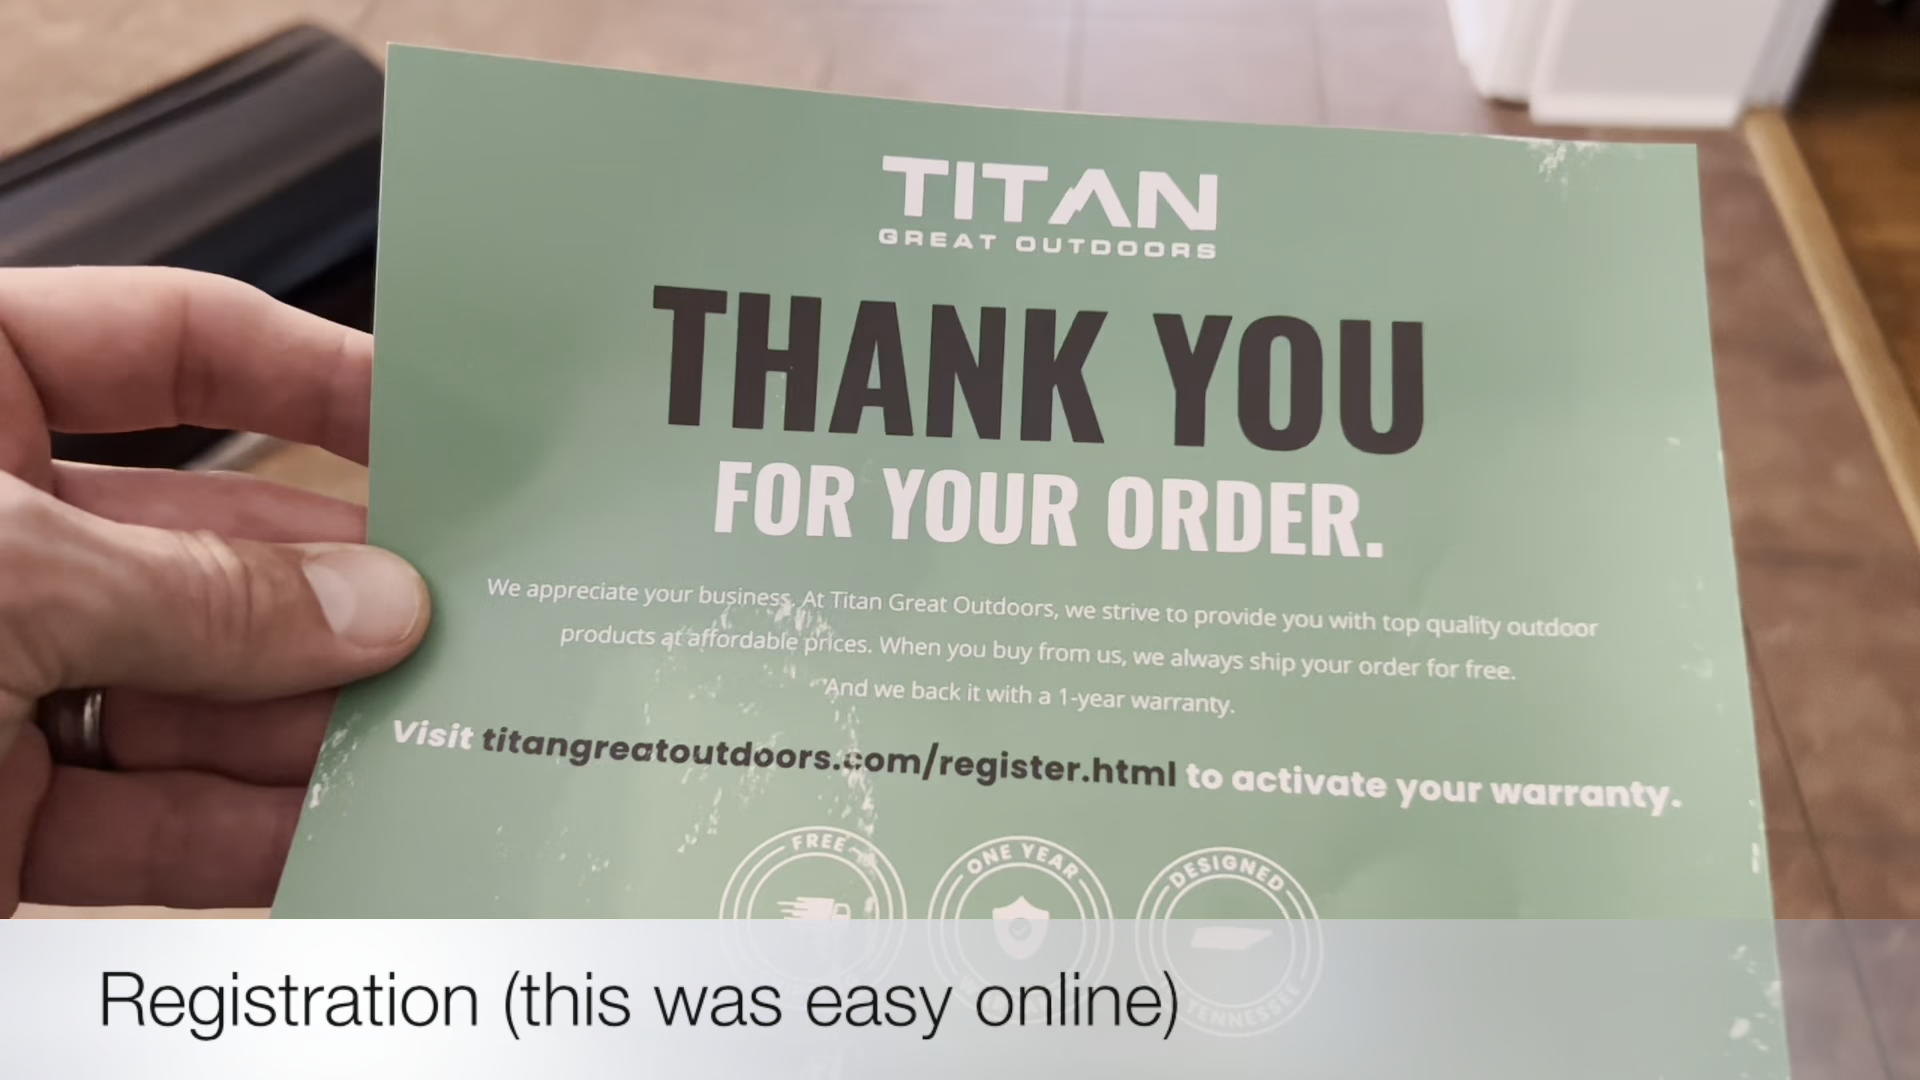 TITAN
GREAT OUTDOORS
THANK YOU
FOR YOUR ORDER.
We appreciate your business. At Titan Great Outdoors, we strive to provide you with top quality outdoor
products at affordable prices. When you buy from us, we always ship your order for free.
And we back it with a 1-year warranty.
Visit titangreatoutdoors.com/register.html to activate your warranty.
FREE
ONE YEAR
DESIGNED
TENNESSEE
Registration (this was easy online)